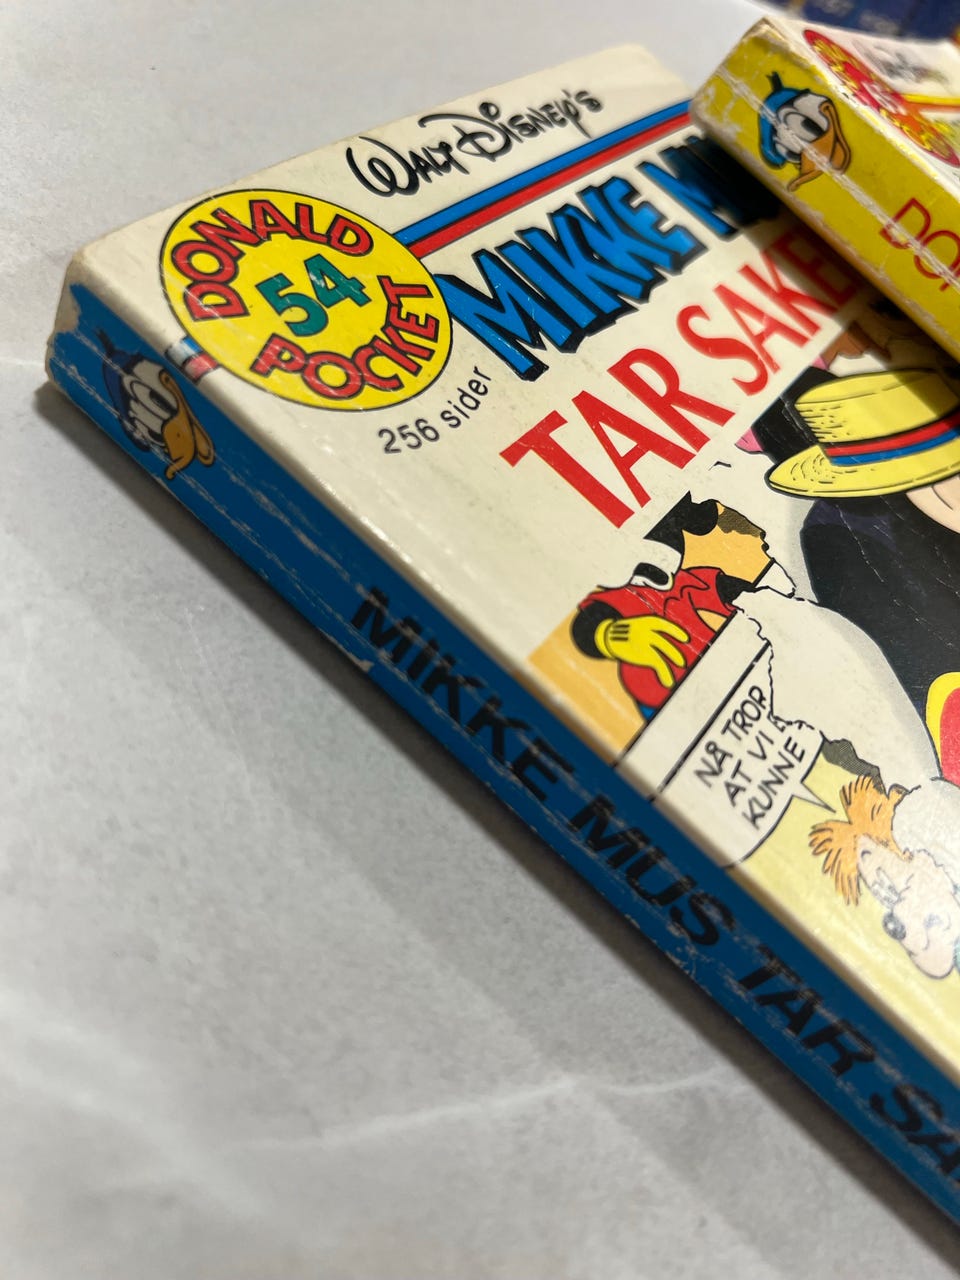 WALT DISNEY'S
DONALD
54
POCKET
256 sider
MIKKE M
TAR SAKE
NÅ TROR
AT VI
KUNNE
MIKKE MUS TAR SA
DO